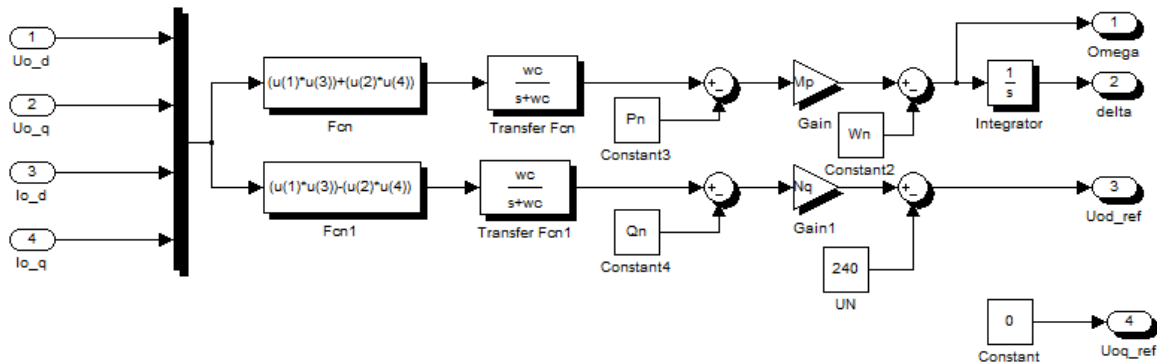 1
Uo_d
2
Uo_q
3
Io_d
4
Io_q
(u(1)*u(3))+(u(2)*u(4))
Fcn
wc
s+wc
Transfer Fcn
+
−
Pn
Constant3
Mp
Gain
+
−
Wn
Constant2
1
s
Integrator
1
Omega
2
delta
(u(1)*u(3))-(u(2)*u(4))
Fcn1
wc
s+wc
Transfer Fcn1
+
−
Qn
Constant4
Nq
Gain1
+
−
240
UN
3
Uod_ref
0
Constant
4
Uoq_ref